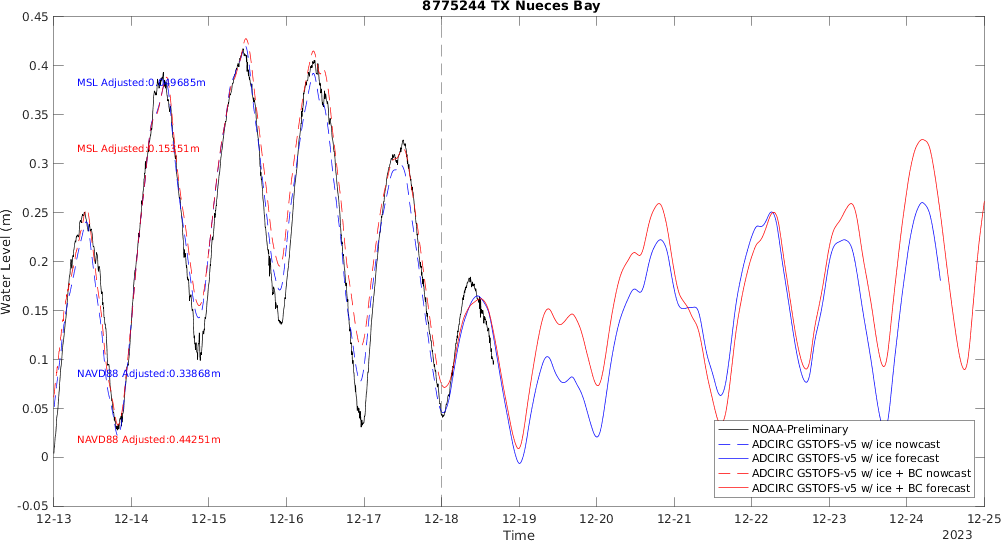 8775244 TX Nueces Bay
Water Level (m)
0.45
0.4
0.35
0.3
0.25
0.2
0.15
0.1
0.05
0
-0.05
MSL Adjusted:
MSL Adjusted:0.15351m
NAVD88 Adjusted:0.33868m
NAVD88 Adjusted:0.44251m
NOAA-Preliminary
ADCIRC GSTOFS-v5 w/ ice nowcast
ADCIRC GSTOFS-v5 w/ ice forecast
ADCIRC GSTOFS-v5 w/ ice + BC nowcast
ADCIRC GSTOFS-v5 w/ ice + BC forecast
12-13 12-14 12-15 12-16 12-17 12-18 12-19 12-20 12-21 12-22 12-23 12-24 12-25
Time
2023